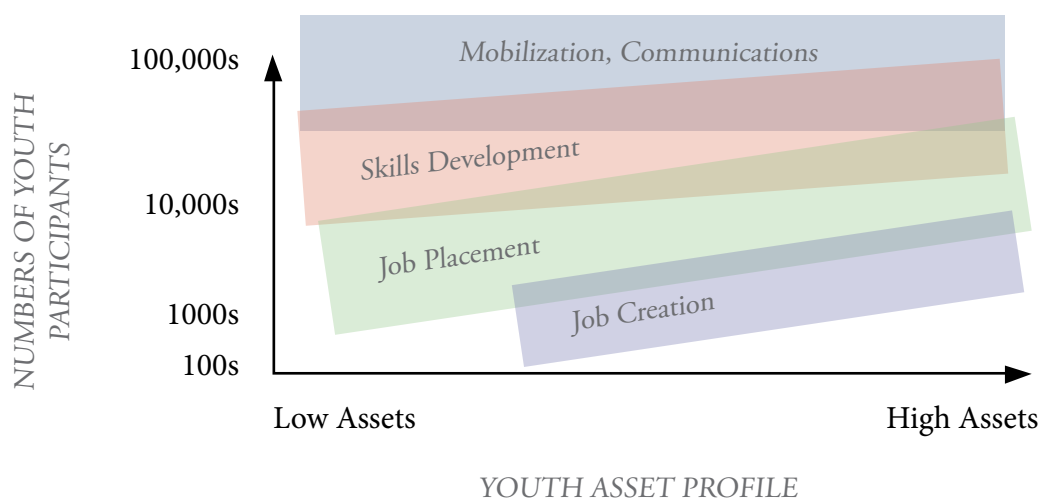 NUMBERS OF YOUTH
PARTICIPANTS
100,000s
10,000s
1000s
100s
Mobilization, Communications
Skills Development
Job Placement
Job Creation
Low Assets
High Assets
YOUTH ASSET PROFILE